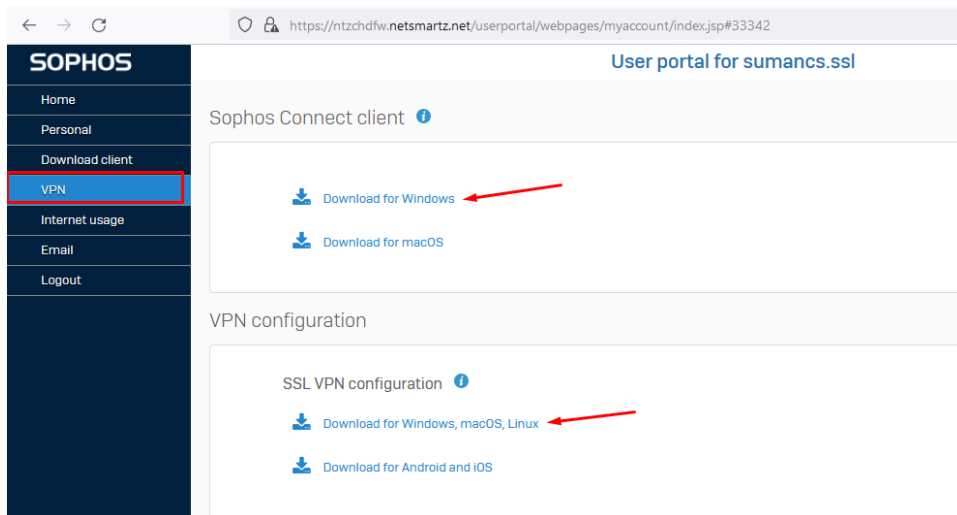 https://ntzchdfw.netsmartz.net/userportal/webpages/myaccount/index.jsp#33342
SOPHOS
User portal for sumancs.ssl
Home
Personal
Download client
VPN
Internet usage
Email
Logout
Sophos Connect client
Download for Windows
Download for macOS
VPN configuration
SSL VPN configuration
Download for Windows, macOS, Linux
Download for Android and iOS